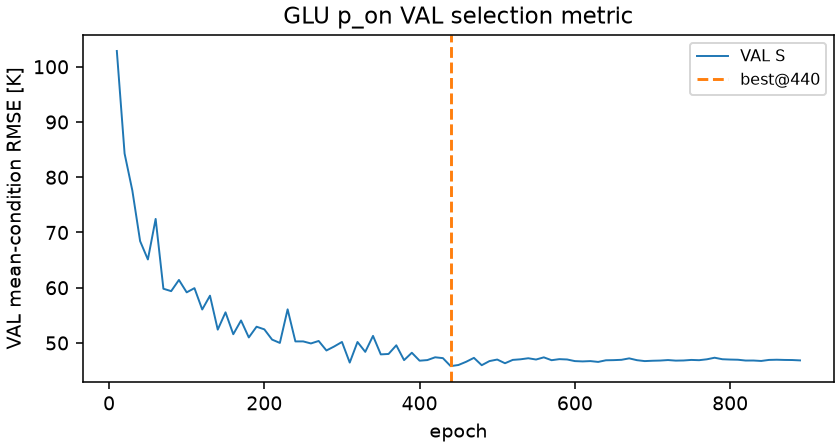 GLU p_on VAL selection metric
VAL mean-condition RMSE [K]
100
90
80
70
60
50
VAL S
best@440
0 200 400 600 800
epoch